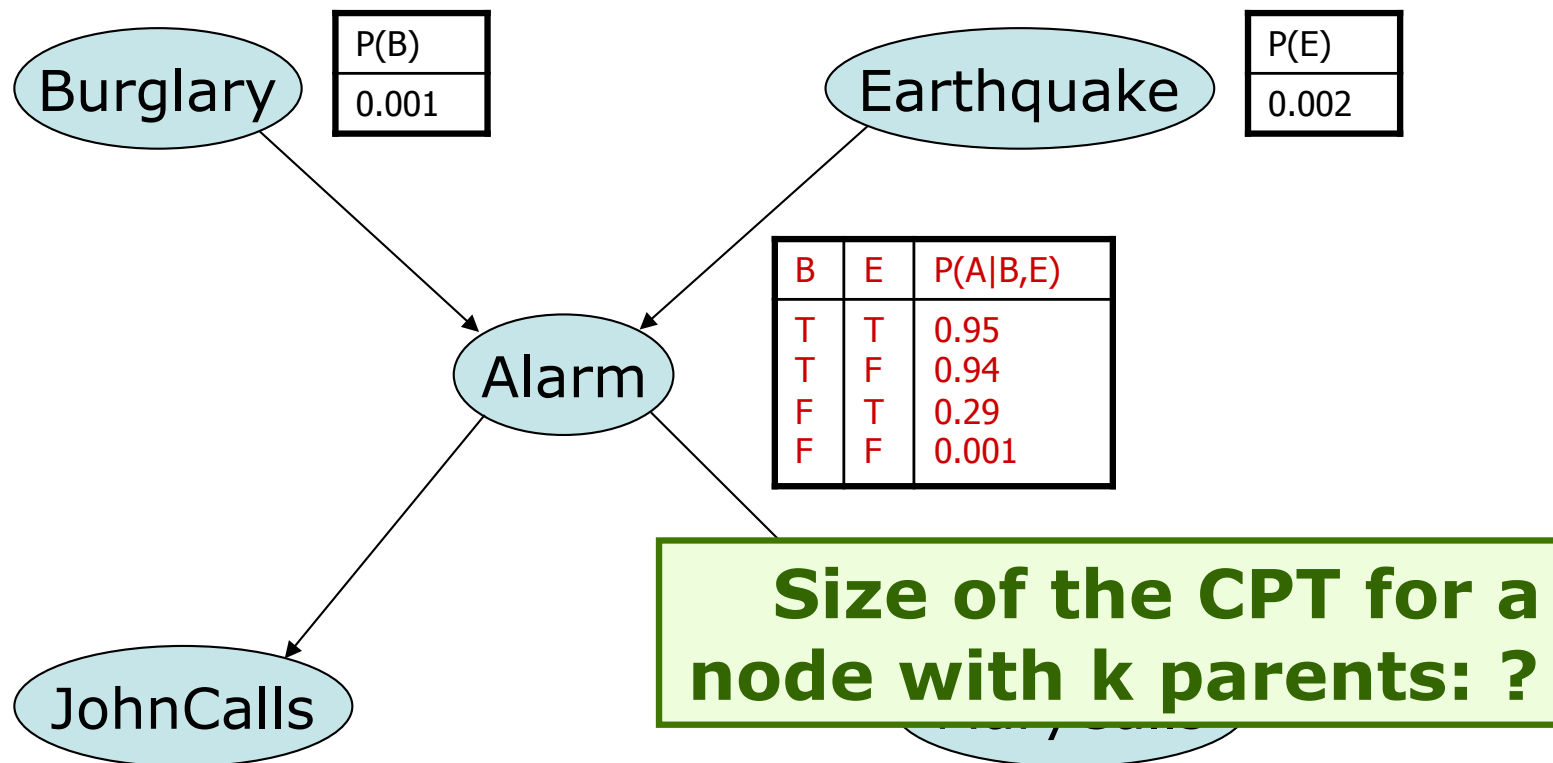 Burglary
P(B)
0.001
Earthquake
P(E)
0.002
Alarm
B E P(A|B,E)
T T 0.95
T F 0.94
F T 0.29
F F 0.001
Size of the CPT for a
node with k parents: ?
JohnCalls